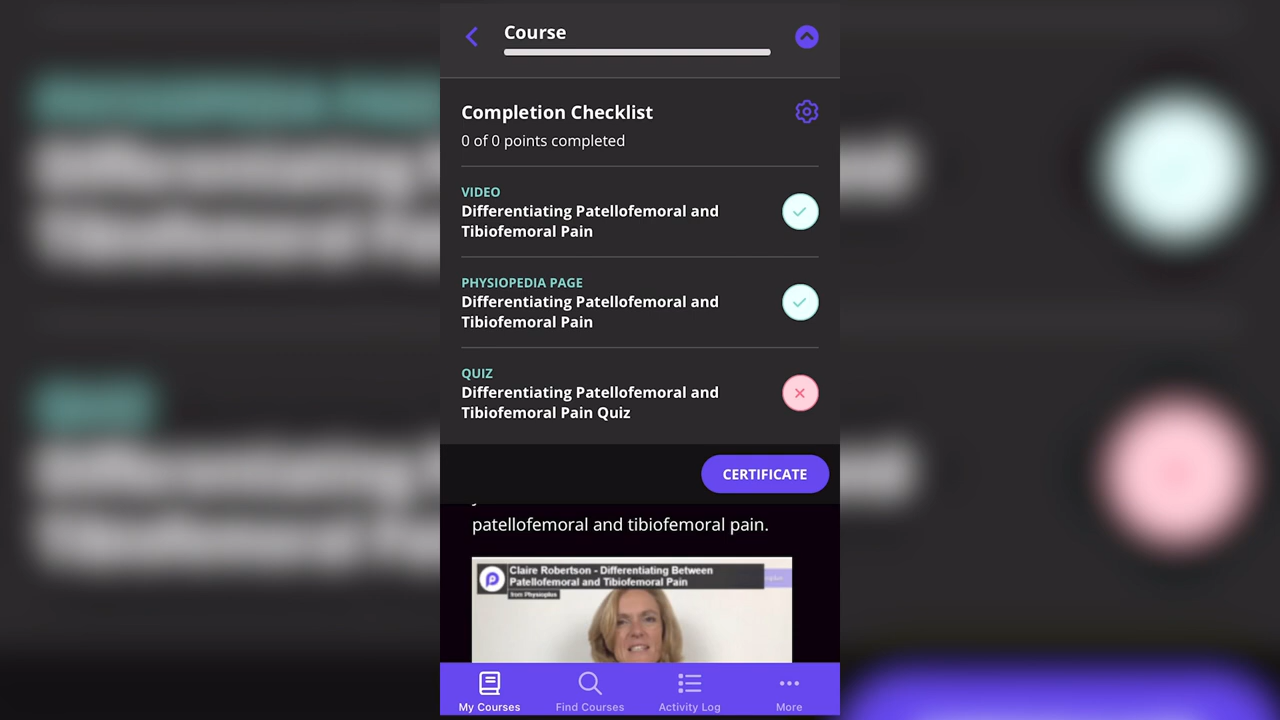 Course
Completion Checklist
0 of 0 points completed
VIDEO
Differentiating Patellofemoral and
Tibiofemoral Pain
PHYSIOPEDIA PAGE
Differentiating Patellofemoral and
Tibiofemoral Pain
QUIZ
Differentiating Patellofemoral and
Tibiofemoral Pain Quiz
CERTIFICATE
patellofemoral and tibiofemoral pain.
Claire Robertson - Differentiating Between
Patellofemoral and Tibiofemoral Pain
from Physioplus
My Courses
Find Courses
Activity Log
More